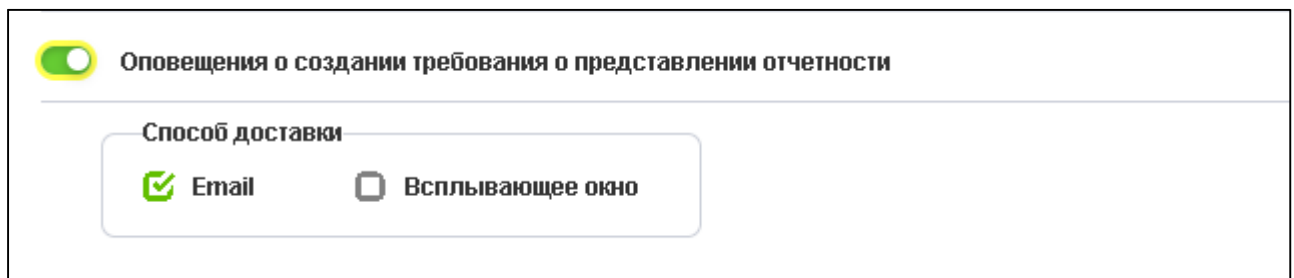 Оповещения о создании требования о представлении отчетности
Способ доставки
Email Всплывающее окно